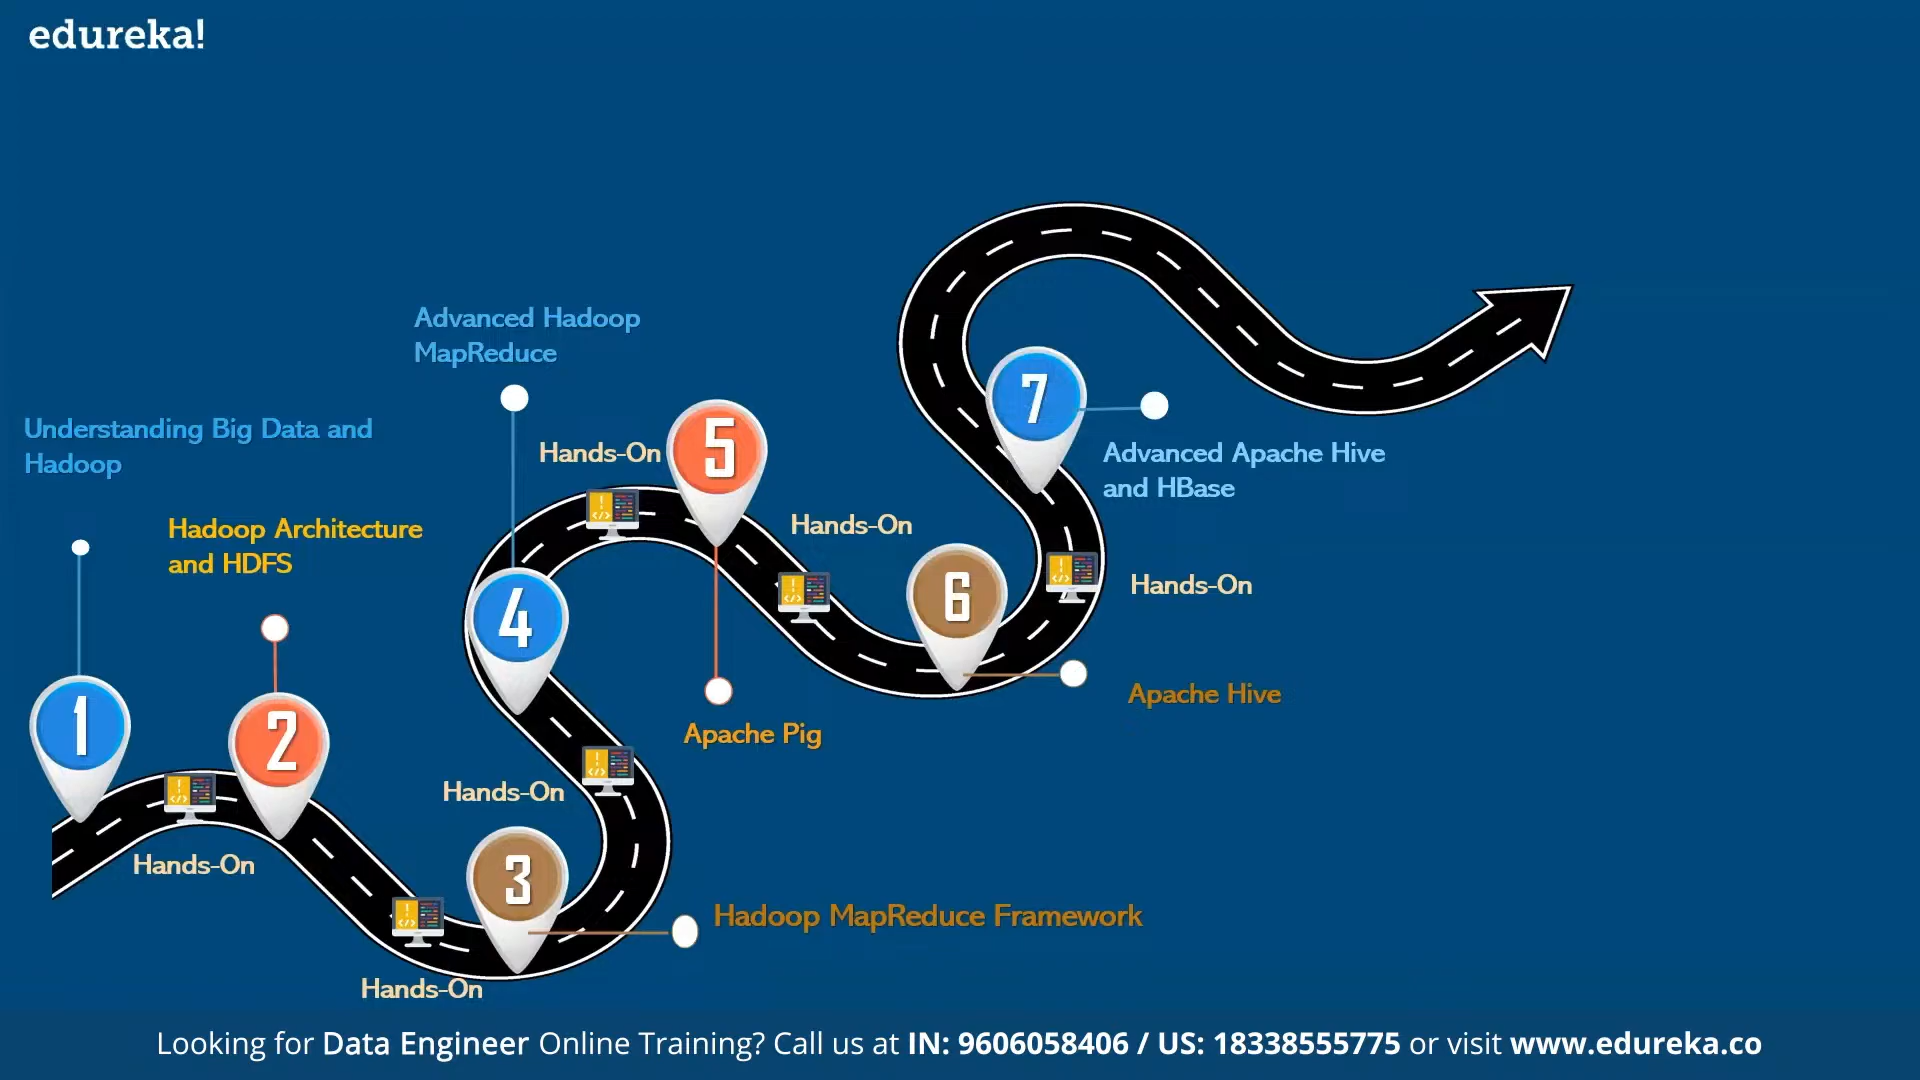 edureka!
Understanding Big Data and
Hadoop
1
Hands-On
Hadoop Architecture
and HDFS
2
Hands-On
3
Hadoop MapReduce Framework
Hands-On
Advanced Hadoop
MapReduce
4
Hands-On
5
Apache Pig
Hands-On
6
Apache Hive
Hands-On
7
Advanced Apache Hive
and HBase
Looking for Data Engineer Online Training? Call us at IN: 9606058406 / US: 18338555775 or visit www.edureka.co